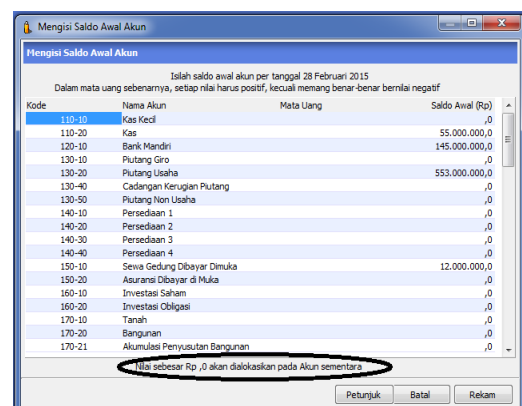 Mengisi Saldo Awal Akun
Mengisi Saldo Awal Akun
Isilah saldo awal akun per tanggal 28 Februari 2015
Dalam mata uang sebenarnya, setiap nilai harus positif, kecuali memang benar-benar bernilai negatif
Kode Nama Akun Mata Uang Saldo Awal (Rp)
110-10 Kas Kecil ,0
110-20 Kas 55.000.000,0
120-10 Bank Mandiri 145.000.000,0
130-10 Piutang Giro ,0
130-20 Piutang Usaha 553.000.000,0
130-40 Cadangan Kerugian Piutang ,0
130-50 Piutang Non Usaha ,0
140-10 Persediaan 1 ,0
140-20 Persediaan 2 ,0
140-30 Persediaan 3 ,0
140-40 Persediaan 4 ,0
150-10 Sewa Gedung Dibayar Dimuka 12.000.000,0
150-20 Asuransi Dibayar di Muka ,0
160-10 Investasi Saham ,0
160-20 Investasi Obligasi ,0
170-10 Tanah ,0
170-20 Bangunan ,0
170-21 Akumulasi Penyusutan Bangunan ,0
Nilai sebesar Rp ,0 akan dialokasikan pada Akun sementara
Petunjuk Batal Rekam